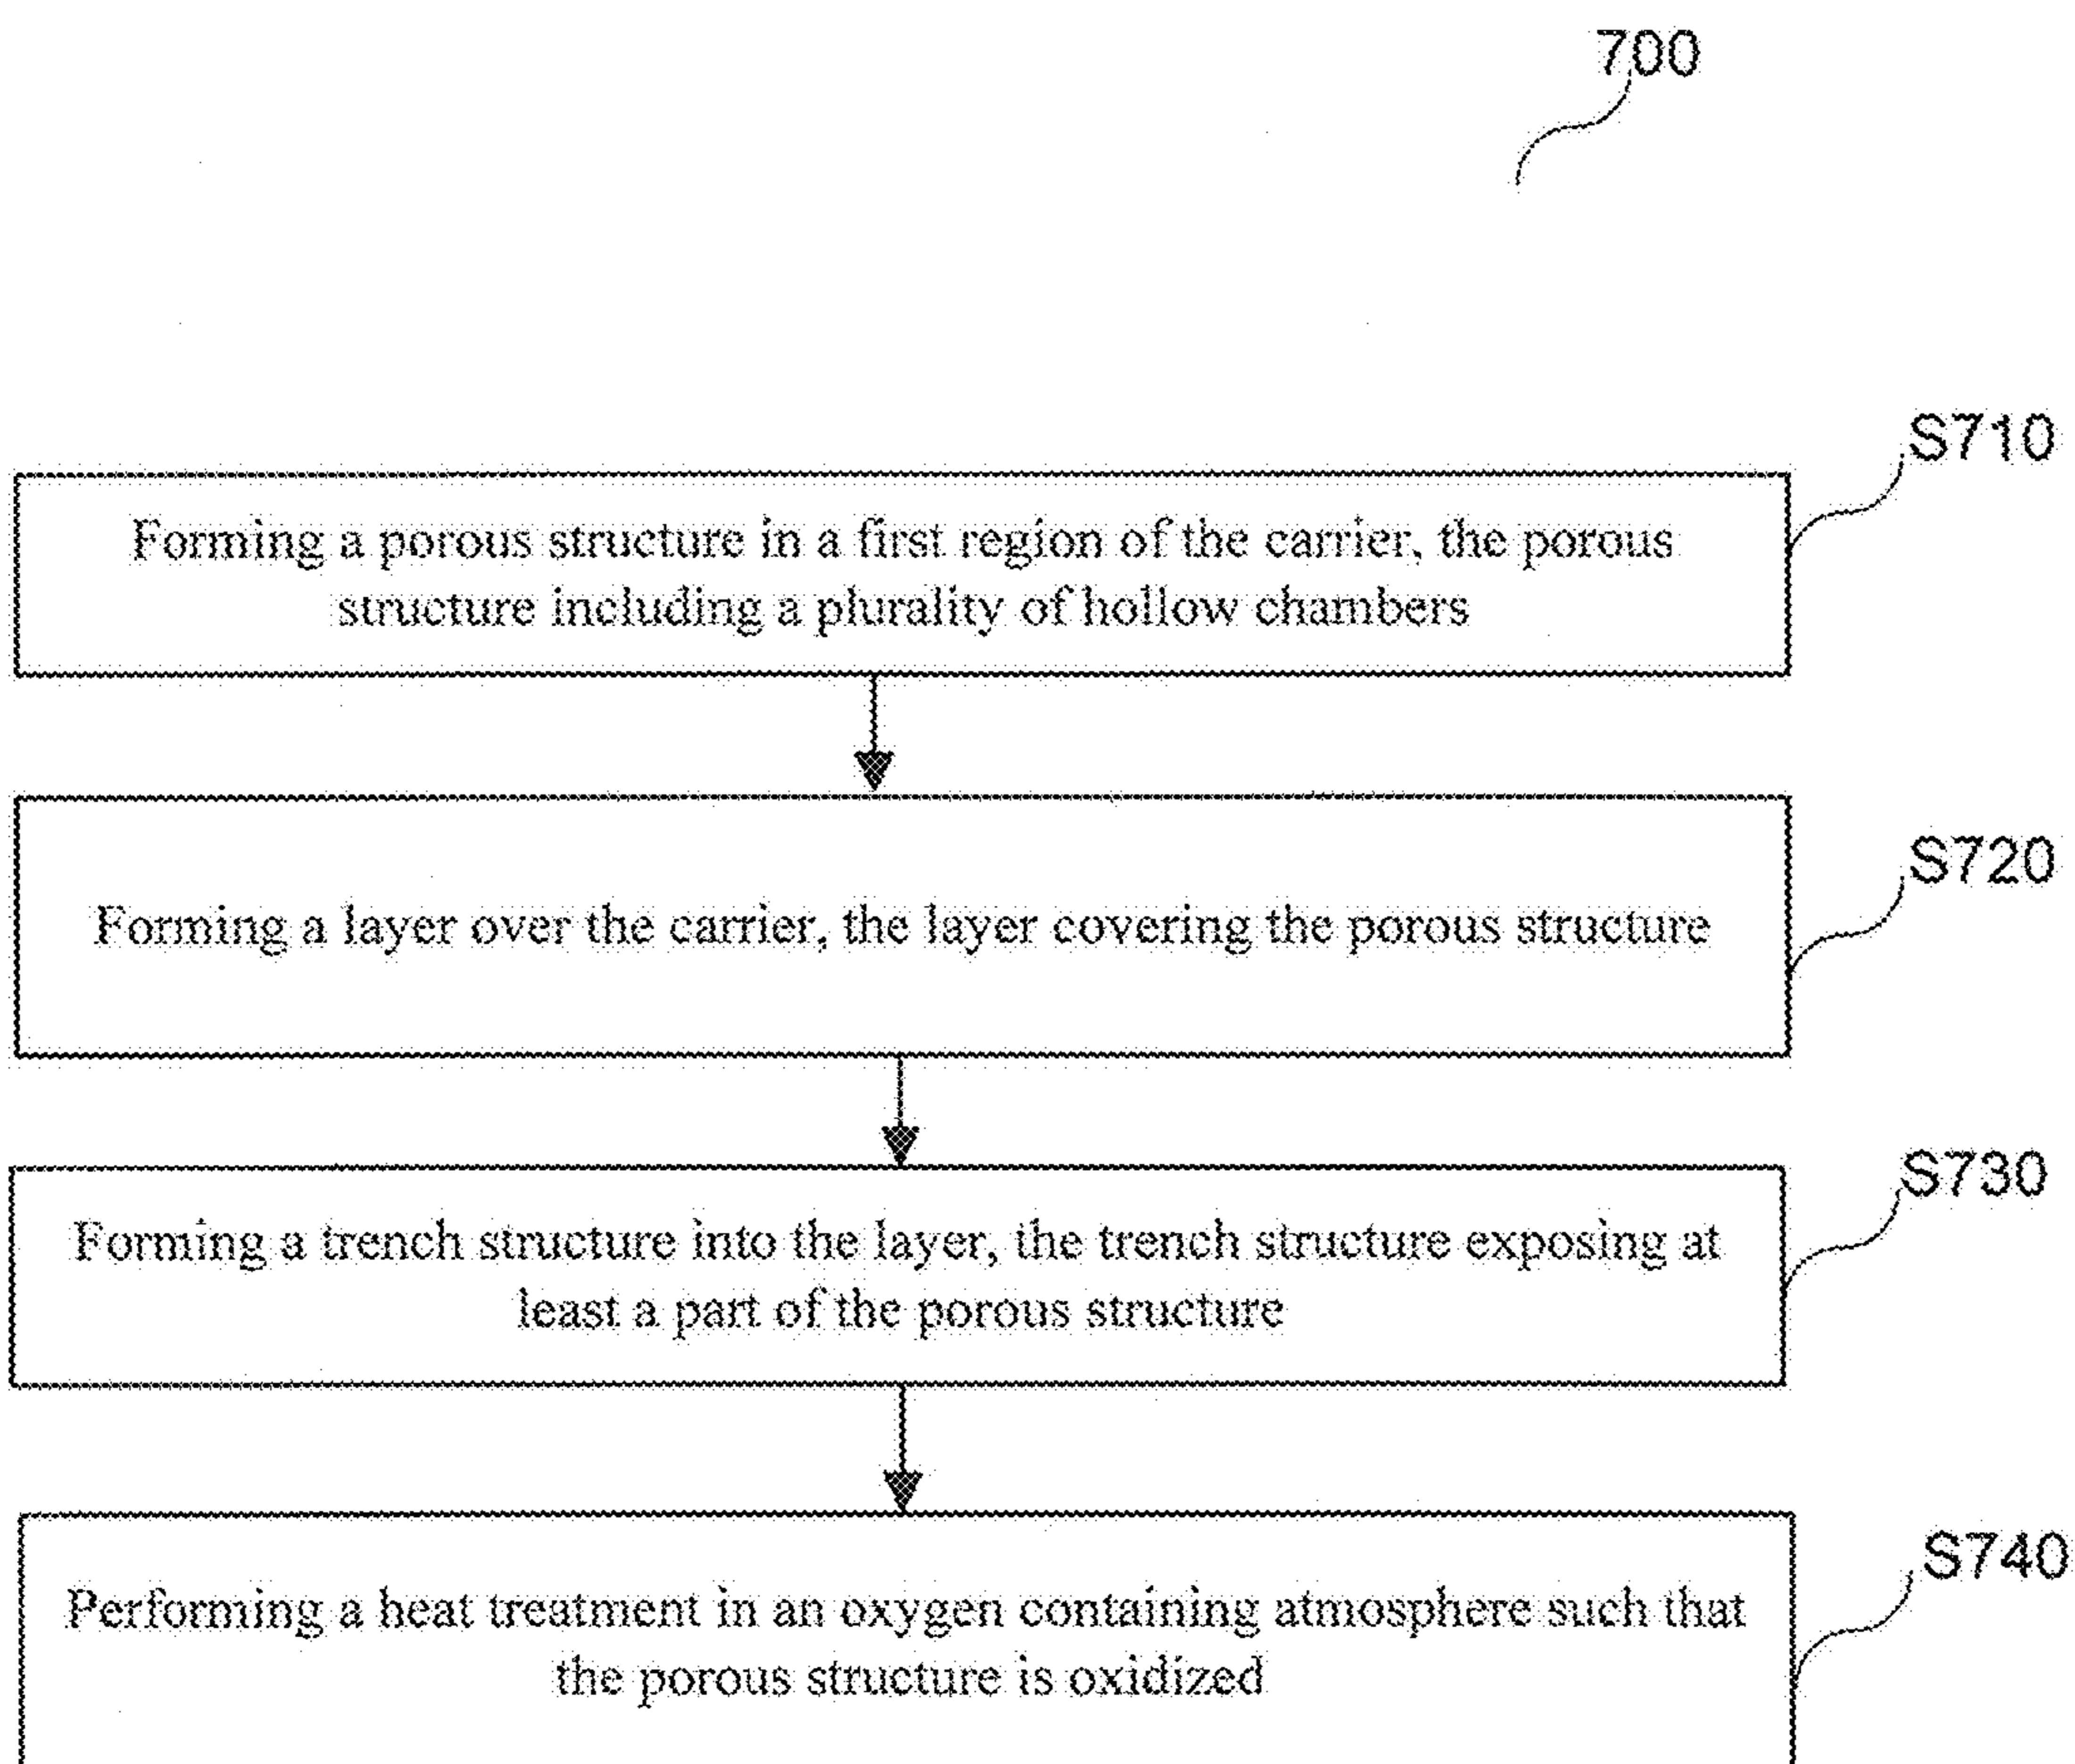 700
S710
Forming a porous structure in a first region of the carrier, the porous
structure including a plurality of hollow chambers
S720
Forming a layer over the carrier, the layer covering the porous structure
S730
Forming a trench structure into the layer, the trench structure exposing at
least a part of the porous structure
S740
Performing a heat treatment in an oxygen containing atmosphere such that
the porous structure is oxidized